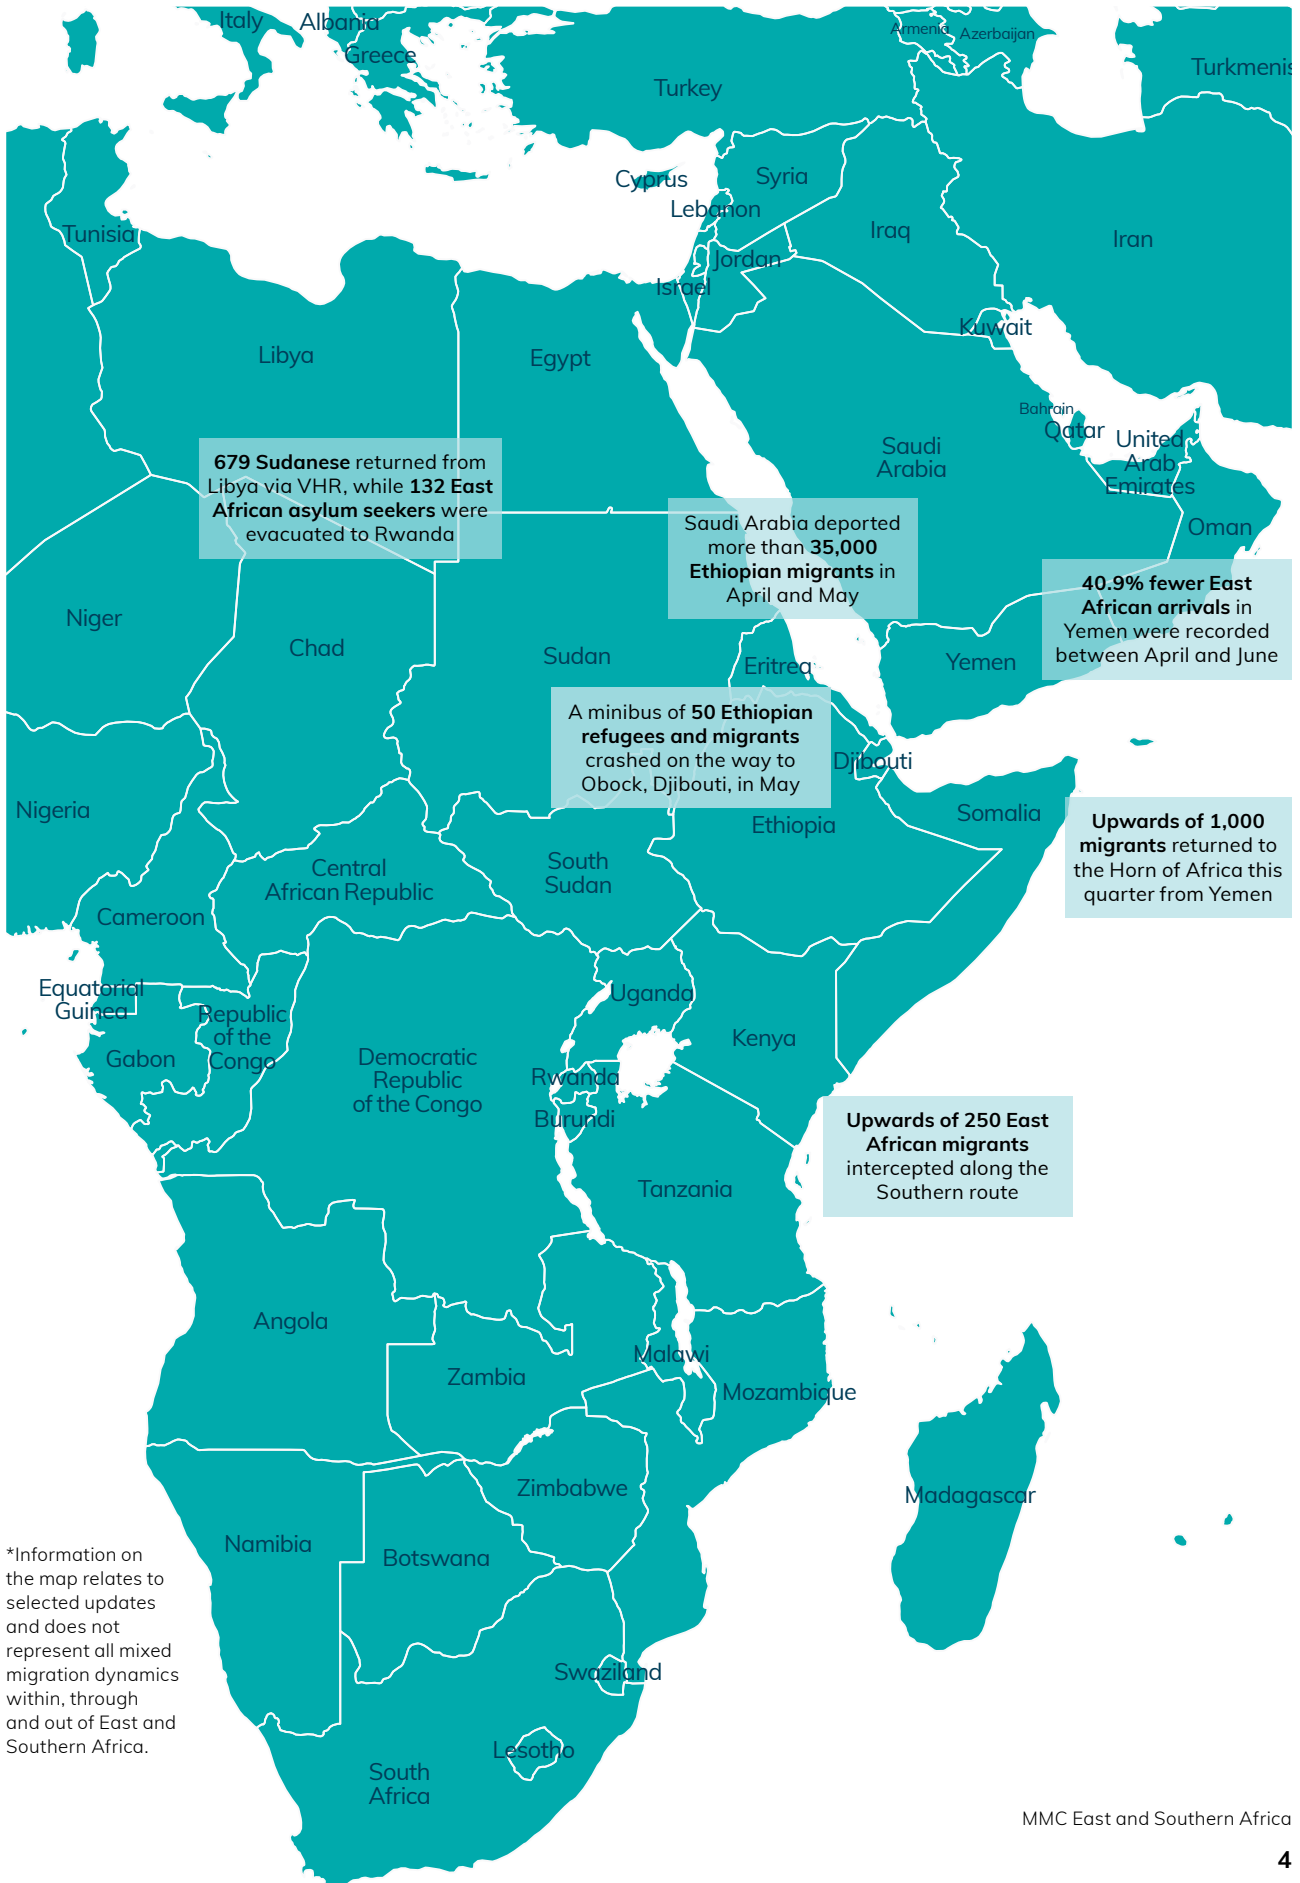 Italy
Albania
Greece
Armenia
Azerbaijan
Turkmenis
Turkey
Cyprus
Syria
Lebanon
Tunisia
Iraq
Iran
Jordan
Israel
Kuwait
Libya
Egypt
Bahrain
Qatar
United
Arab
Emirates
Saudi
Arabia
Oman
679 Sudanese returned from
Libya via VHR, while 132 East
African asylum seekers were
evacuated to Rwanda
Saudi Arabia deported
more than 35,000
Ethiopian migrants in
April and May
40.9% fewer East
African arrivals in
Yemen were recorded
between April and June
Niger
Chad
Sudan
Eritrea
Yemen
A minibus of 50 Ethiopian
refugees and migrants
crashed on the way to
Obock, Djibouti, in May
Djibouti
Nigeria
Ethiopia
Somalia
Upwards of 1,000
migrants returned to
the Horn of Africa this
quarter from Yemen
Central
African Republic
South
Sudan
Cameroon
Equatorial
Guinea
Republic
of the
Congo
Gabon
Uganda
Kenya
Democratic
Republic
of the Congo
Rwanda
Burundi
Upwards of 250 East
African migrants
intercepted along the
Southern route
Tanzania
Angola
Zambia
Malawi
Mozambique
Zimbabwe
Madagascar
Namibia
Botswana
*Information on
the map relates to
selected updates
and does not
represent all mixed
migration dynamics
within, through
and out of East and
Southern Africa.
Swaziland
Lesotho
South
Africa
MMC East and Southern Africa
4